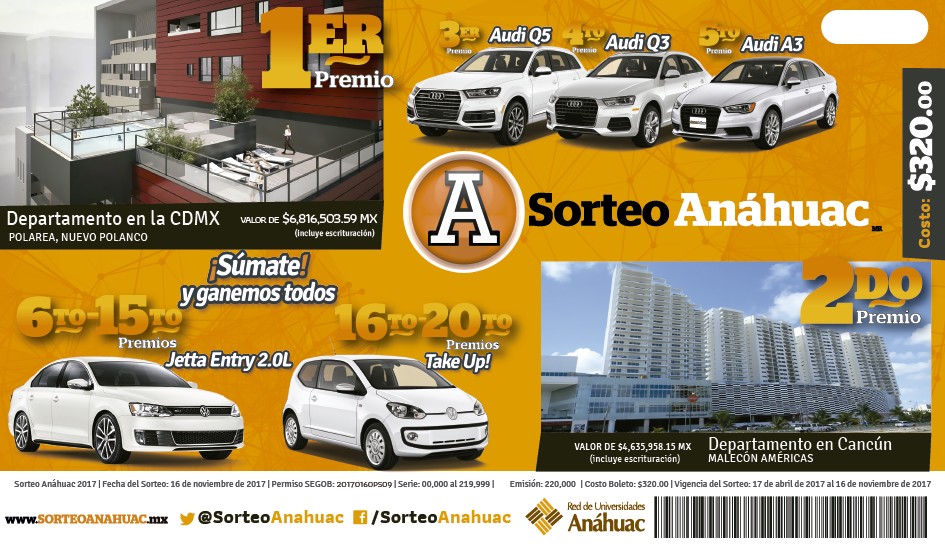 1ER
Premio
3ER
Premio
Audi Q5
4TO
Premio
Audi Q3
5TO
Premio
Audi A3
Costo: $320.00
Departamento en la CDMX
POLAREA, NUEVO POLANCO
VALOR DE $6,816,503.59 MX
(incluye escrituración)
A Sorteo Anáhuac MR
¡Súmate!
y ganemos todos
6TO-15TO
Premios
Jetta Entry 2.0L
16TO-20TO
Premios
Take Up!
2DO
Premio
VALOR DE $4,635,958.15 MX
(incluye escrituración)
Departamento en Cancún
MALECÓN AMÉRICAS
Sorteo Anáhuac 2017 | Fecha del Sorteo: 16 de noviembre de 2017 | Permiso SEGOB: 20170160PS09 | Serie: 00,000 al 219,999 | Emisión: 220,000 | Costo Boleto: $320.00 | Vigencia del Sorteo: 17 de abril de 2017 al 16 de noviembre de 2017
www.SORTEOANAHUAC.mx
@SorteoAnahuac
/SorteoAnahuac
Red de Universidades
Anáhuac